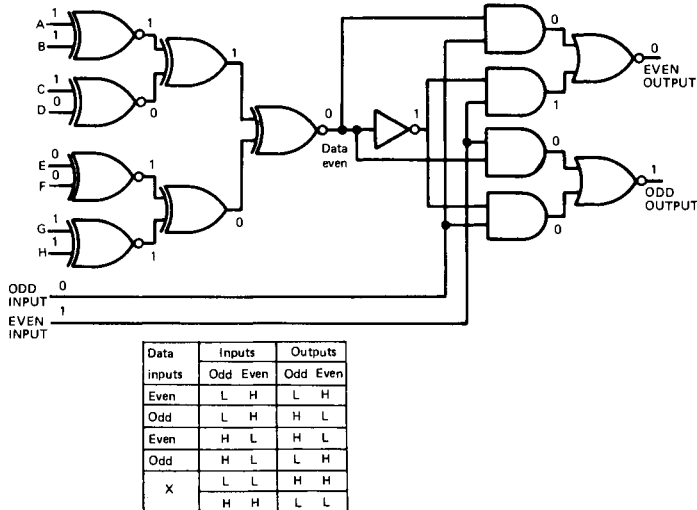 A 1
B 1
1
C 1
D 0
0
1
E 0
F 0
1
G 1
H 1
1
0
0
Data
even
1
0
1
0
0
0
EVEN
OUTPUT
1
ODD
OUTPUT
ODD
INPUT 0
EVEN
INPUT 1
Data Inputs Outputs
inputs Odd Even Odd Even
Even L H L H
Odd L H H L
Even H L H L
Odd H L L H
X L L H H
H H L L